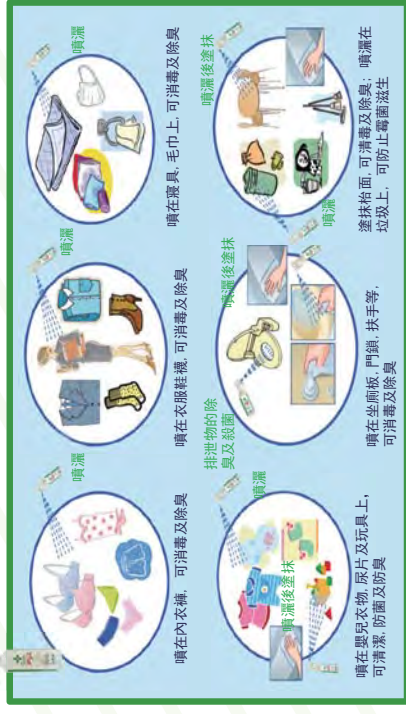 噴灑
噴在內衣褲, 可消毒及除臭
噴灑
噴在衣服鞋襪, 可消毒及除臭
噴灑
噴在寢具, 毛巾上, 可消毒及除臭
噴灑後塗抹
噴灑
噴在嬰兒衣物, 尿片及玩具上,
可清潔, 防菌及防臭
排泄物的除
臭及殺菌
噴灑後塗抹
噴在坐廁板, 門鎖, 扶手等,
可消毒及除臭
噴灑後塗抹
噴灑
塗抹枱面, 可清毒及除臭; 噴灑在
垃圾上, 可防止霉菌滋生